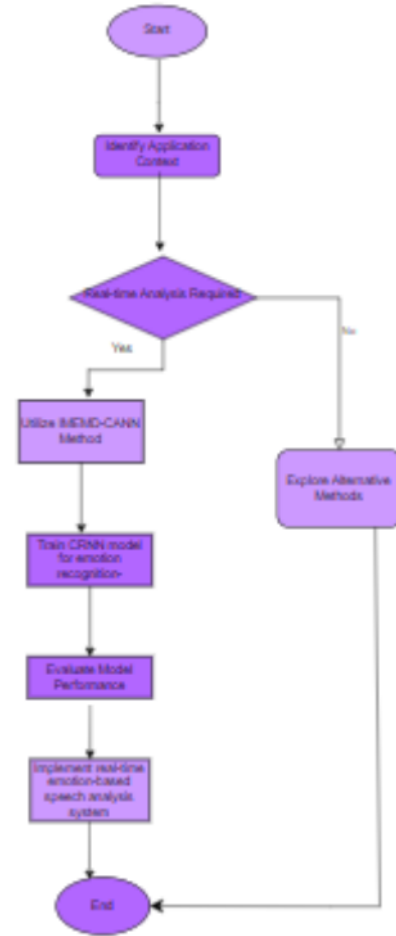 Start
Identify Application
Context
Real-time Analysis Required
Yes
No
Utilize IMEMD-CANN
Method
Explore Alternative
Methods
Train CRNN model
for emotion
recognition-
Evaluate Model
Performance
Implement real-time
emotion-based
speech analysis
system
End